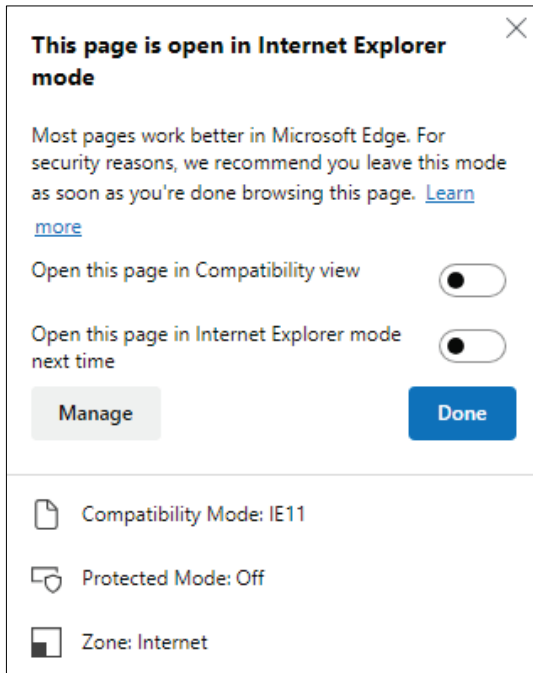 This page is open in Internet Explorer
mode
Most pages work better in Microsoft Edge. For
security reasons, we recommend you leave this mode
as soon as you're done browsing this page. Learn
more
Open this page in Compatibility view
Open this page in Internet Explorer mode
next time
Manage
Done
Compatibility Mode: IE11
Protected Mode: Off
Zone: Internet